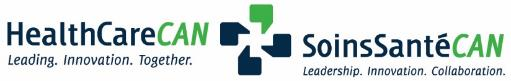 HealthCareCAN
Leading. Innovation. Together.
SoinsSantéCAN
Leadership. Innovation. Collaboration.